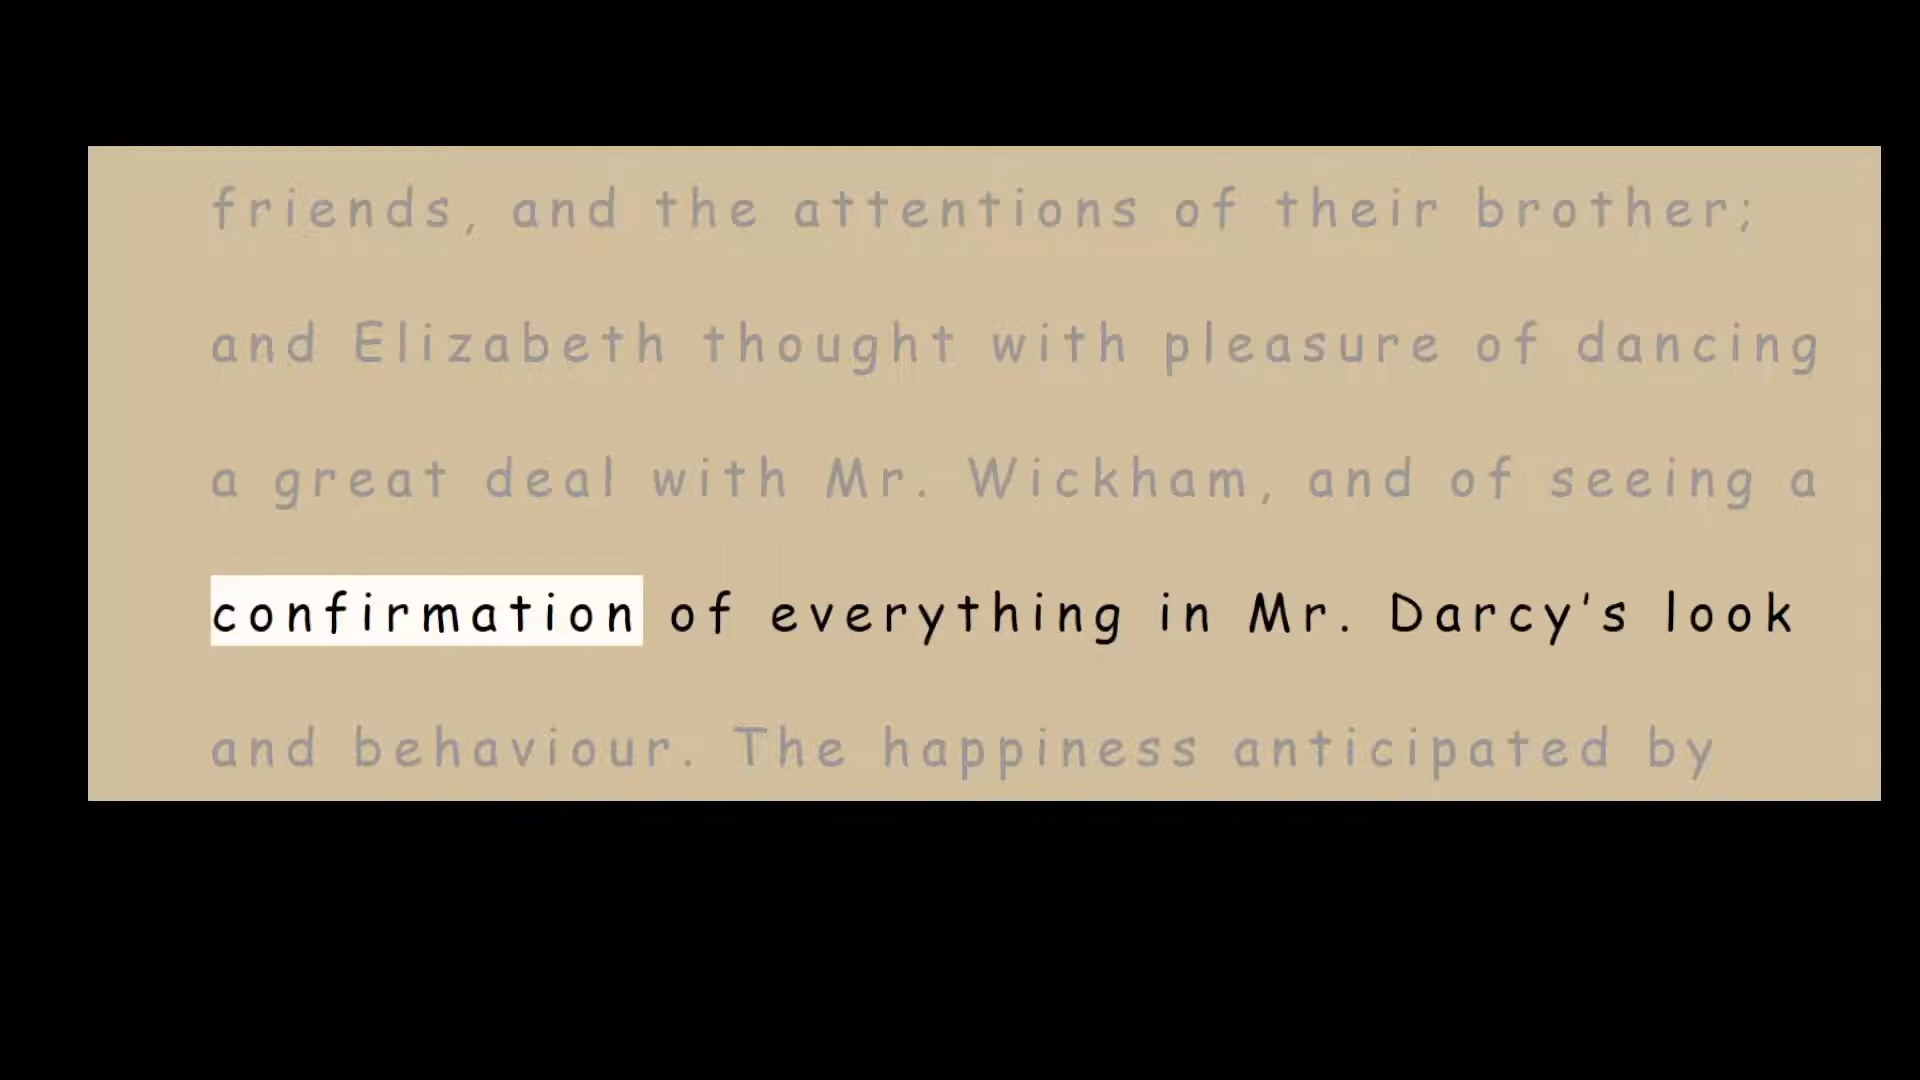 friends, and the attentions of their brother;
and Elizabeth thought with pleasure of dancing
a great deal with Mr. Wickham, and of seeing a
confirmation of everything in Mr. Darcy's look
and behaviour. The happiness anticipated by